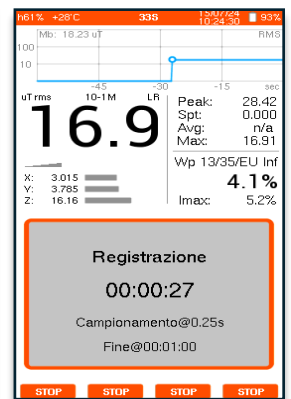 h61% +28°C 33S 15/07/24 10:24:30 93%
Mb: 18.23 uT RMS
100
10
-45 -30 -15 sec
uT rms 10-1M LR
16.9
Peak: 28.42
Spt: 0.000
Avg: n/a
Max: 16.91
Wp 13/35/EU Inf
4.1%
Imax: 5.2%
X: 3.015
Y: 3.785
Z: 16.16
Registrazione
00:00:27
Campionamento@0.25s
Fine@00:01:00
STOP STOP STOP STOP